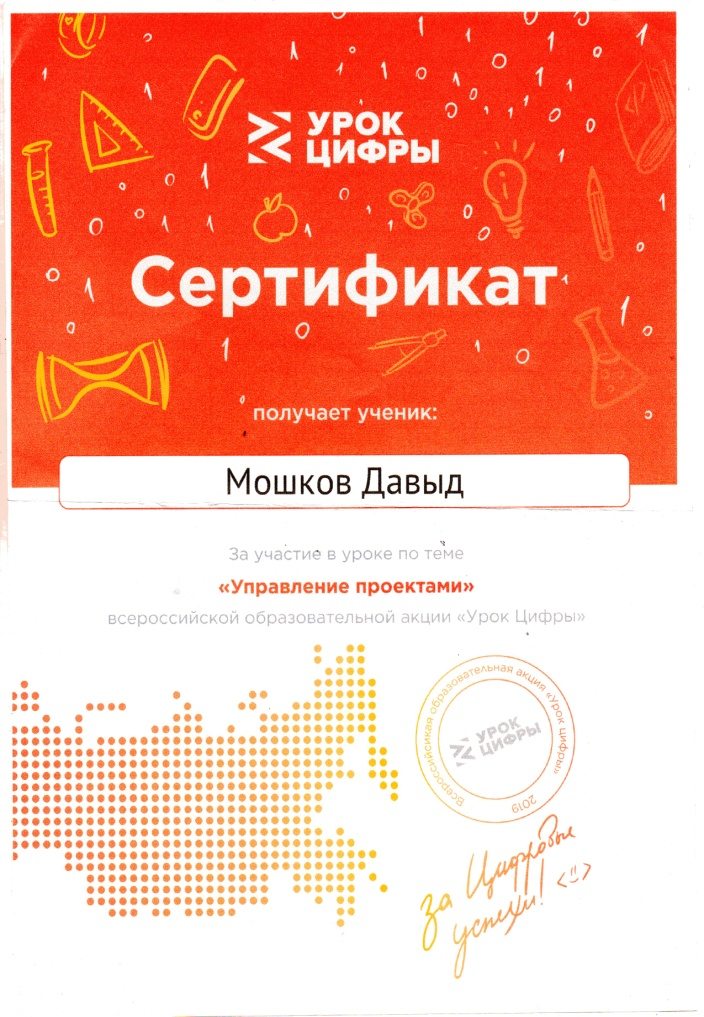 УРОК
ЦИФРЫ
Сертификат
получает ученик:
Мошков Давыд
За участие в уроке по теме
«Управление проектами»
всероссийской образовательной акции «Урок Цифры»
Всероссийская образовательная акция «Урок цифры»
2019
УРОК
ЦИФРЫ
за Цифровые
успехи!